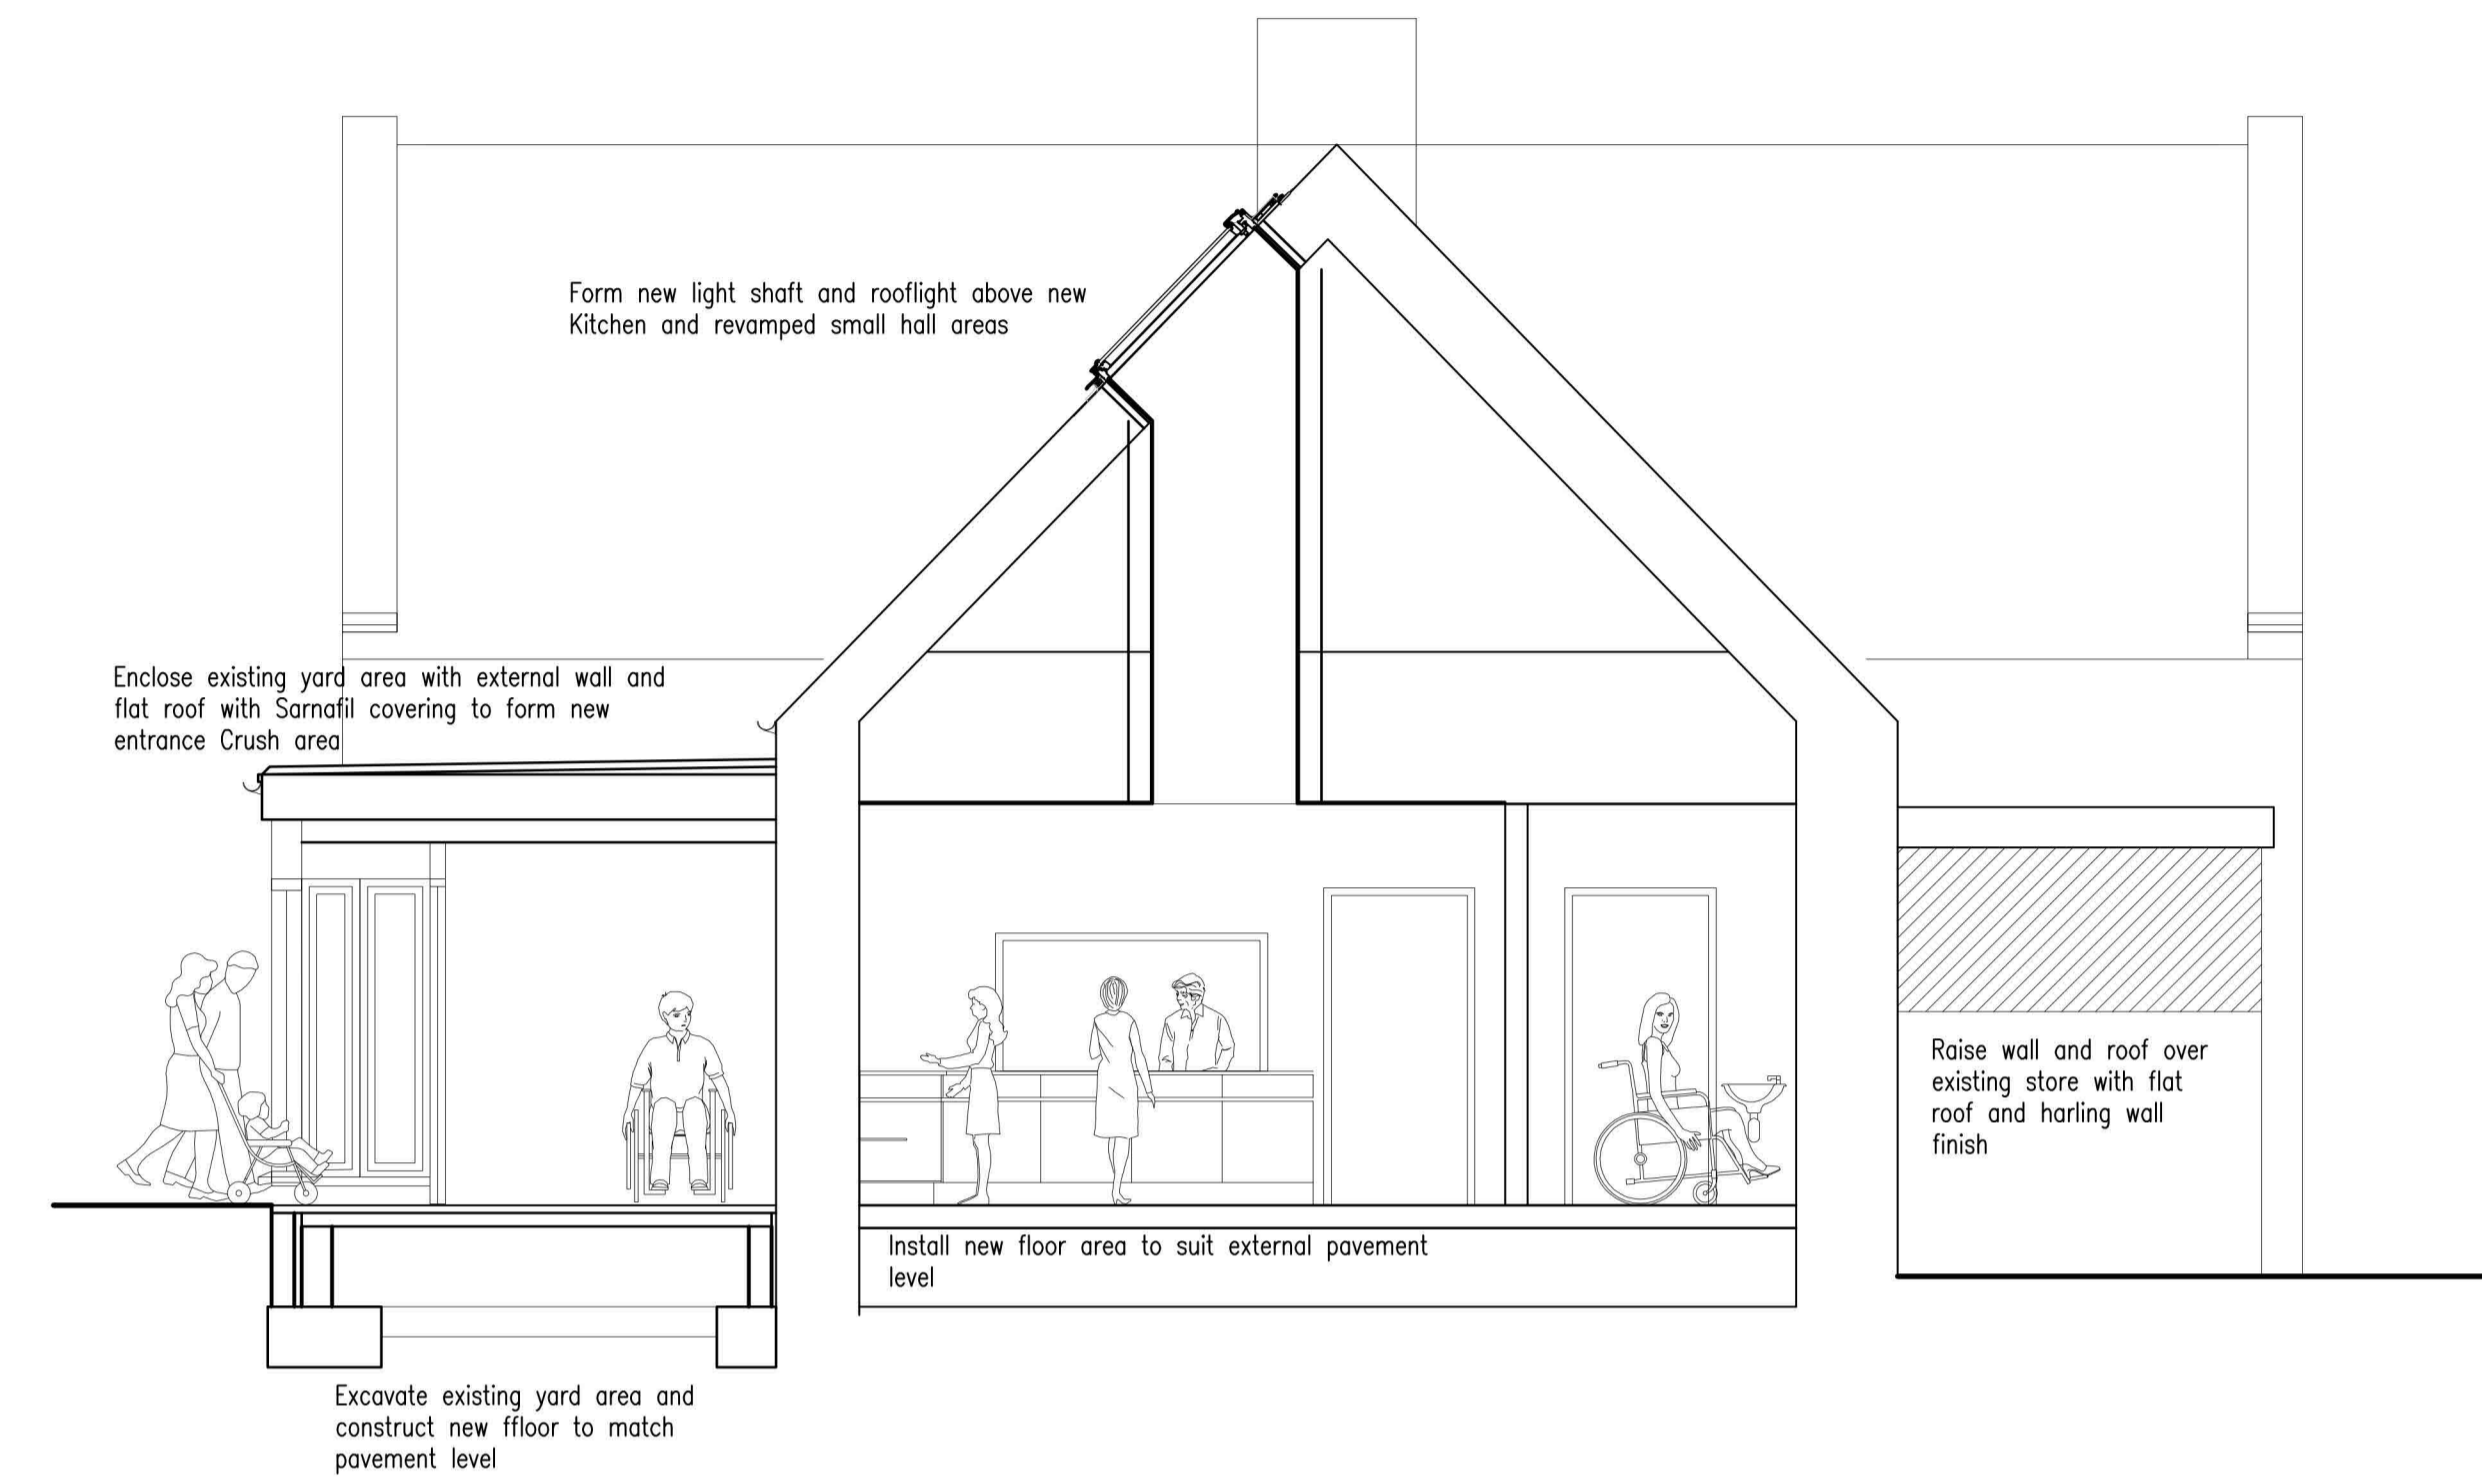 Form new light shaft and rooflight above new
Kitchen and revamped small hall areas
Enclose existing yard area with external wall and
flat roof with Sarnafil covering to form new
entrance Crush area
Raise wall and roof over
existing store with flat
roof and harling wall
finish
Install new floor area to suit external pavement
level
Excavate existing yard area and
construct new ffloor to match
pavement level